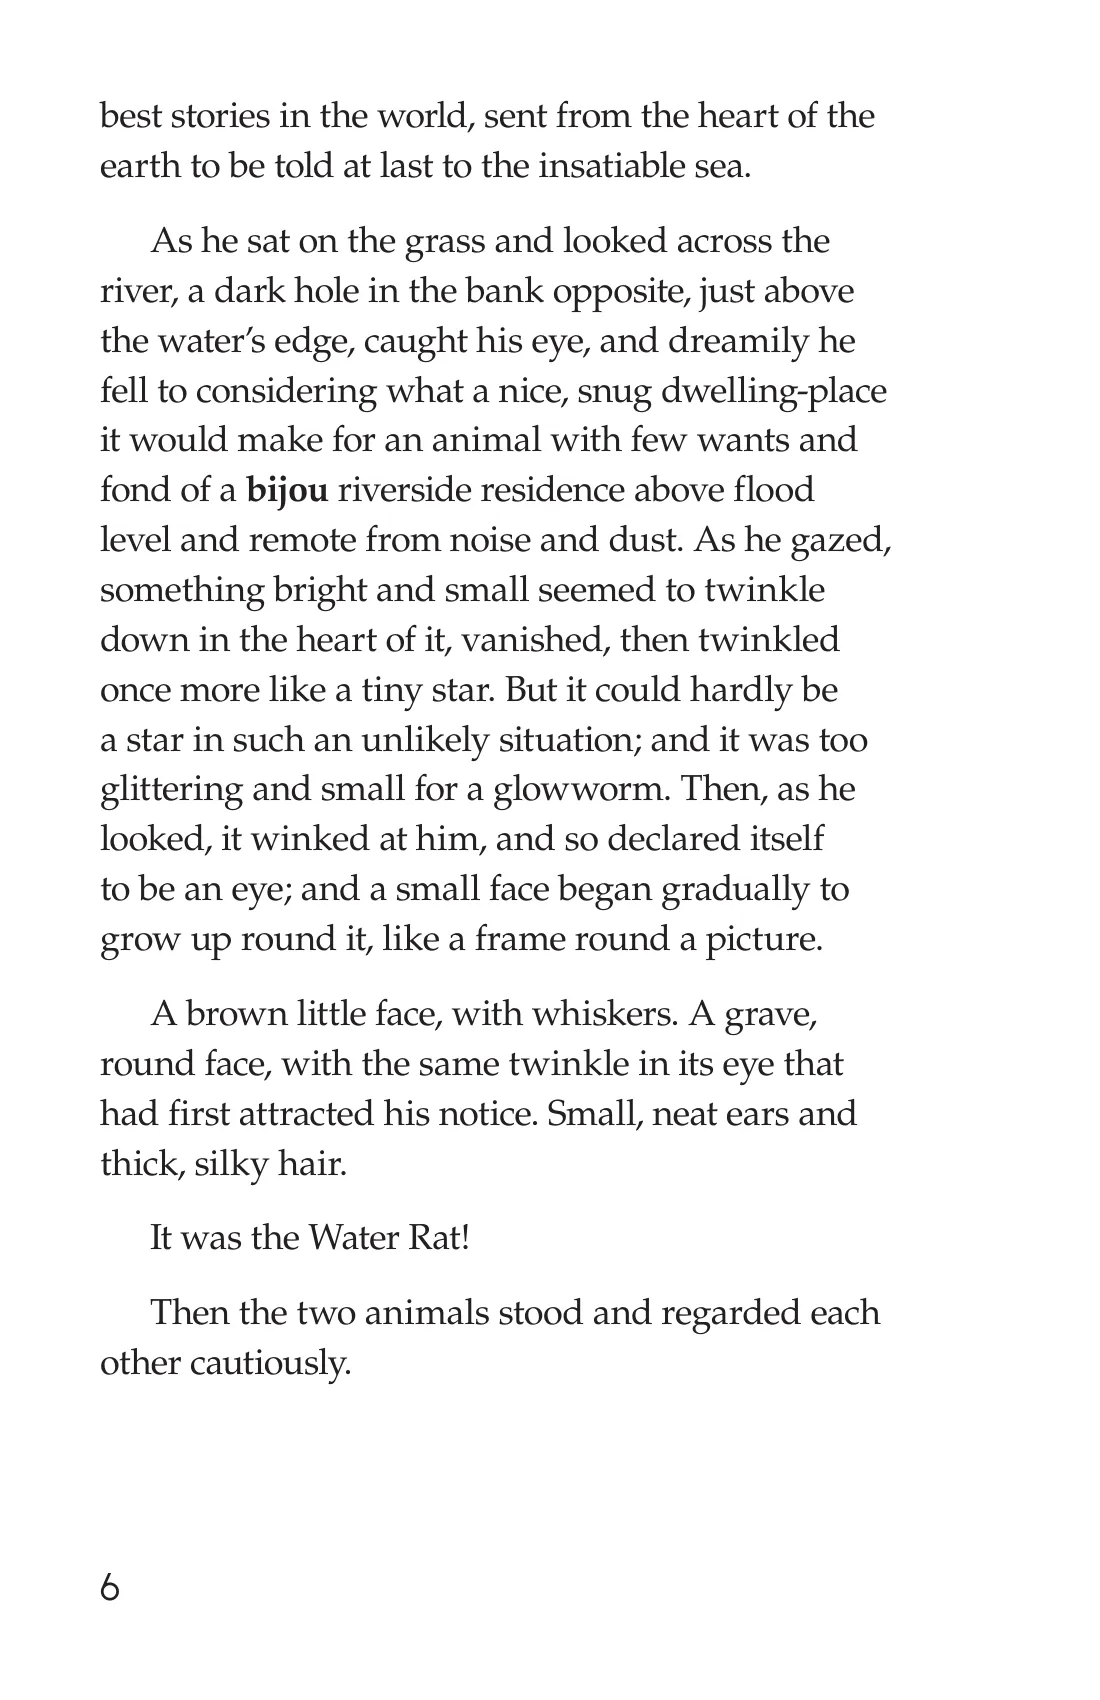 best stories in the world, sent from the heart of the
earth to be told at last to the insatiable sea.
As he sat on the grass and looked across the
river, a dark hole in the bank opposite, just above
the water’s edge, caught his eye, and dreamily he
fell to considering what a nice, snug dwelling-place
it would make for an animal with few wants and
fond of a bijou riverside residence above flood
level and remote from noise and dust. As he gazed,
something bright and small seemed to twinkle
down in the heart of it, vanished, then twinkled
once more like a tiny star. But it could hardly be
a star in such an unlikely situation; and it was too
glittering and small for a glowworm. Then, as he
looked, it winked at him, and so declared itself
to be an eye; and a small face began gradually to
grow up round it, like a frame round a picture.
A brown little face, with whiskers. A grave,
round face, with the same twinkle in its eye that
had first attracted his notice. Small, neat ears and
thick, silky hair.
It was the Water Rat!
Then the two animals stood and regarded each
other cautiously.
6